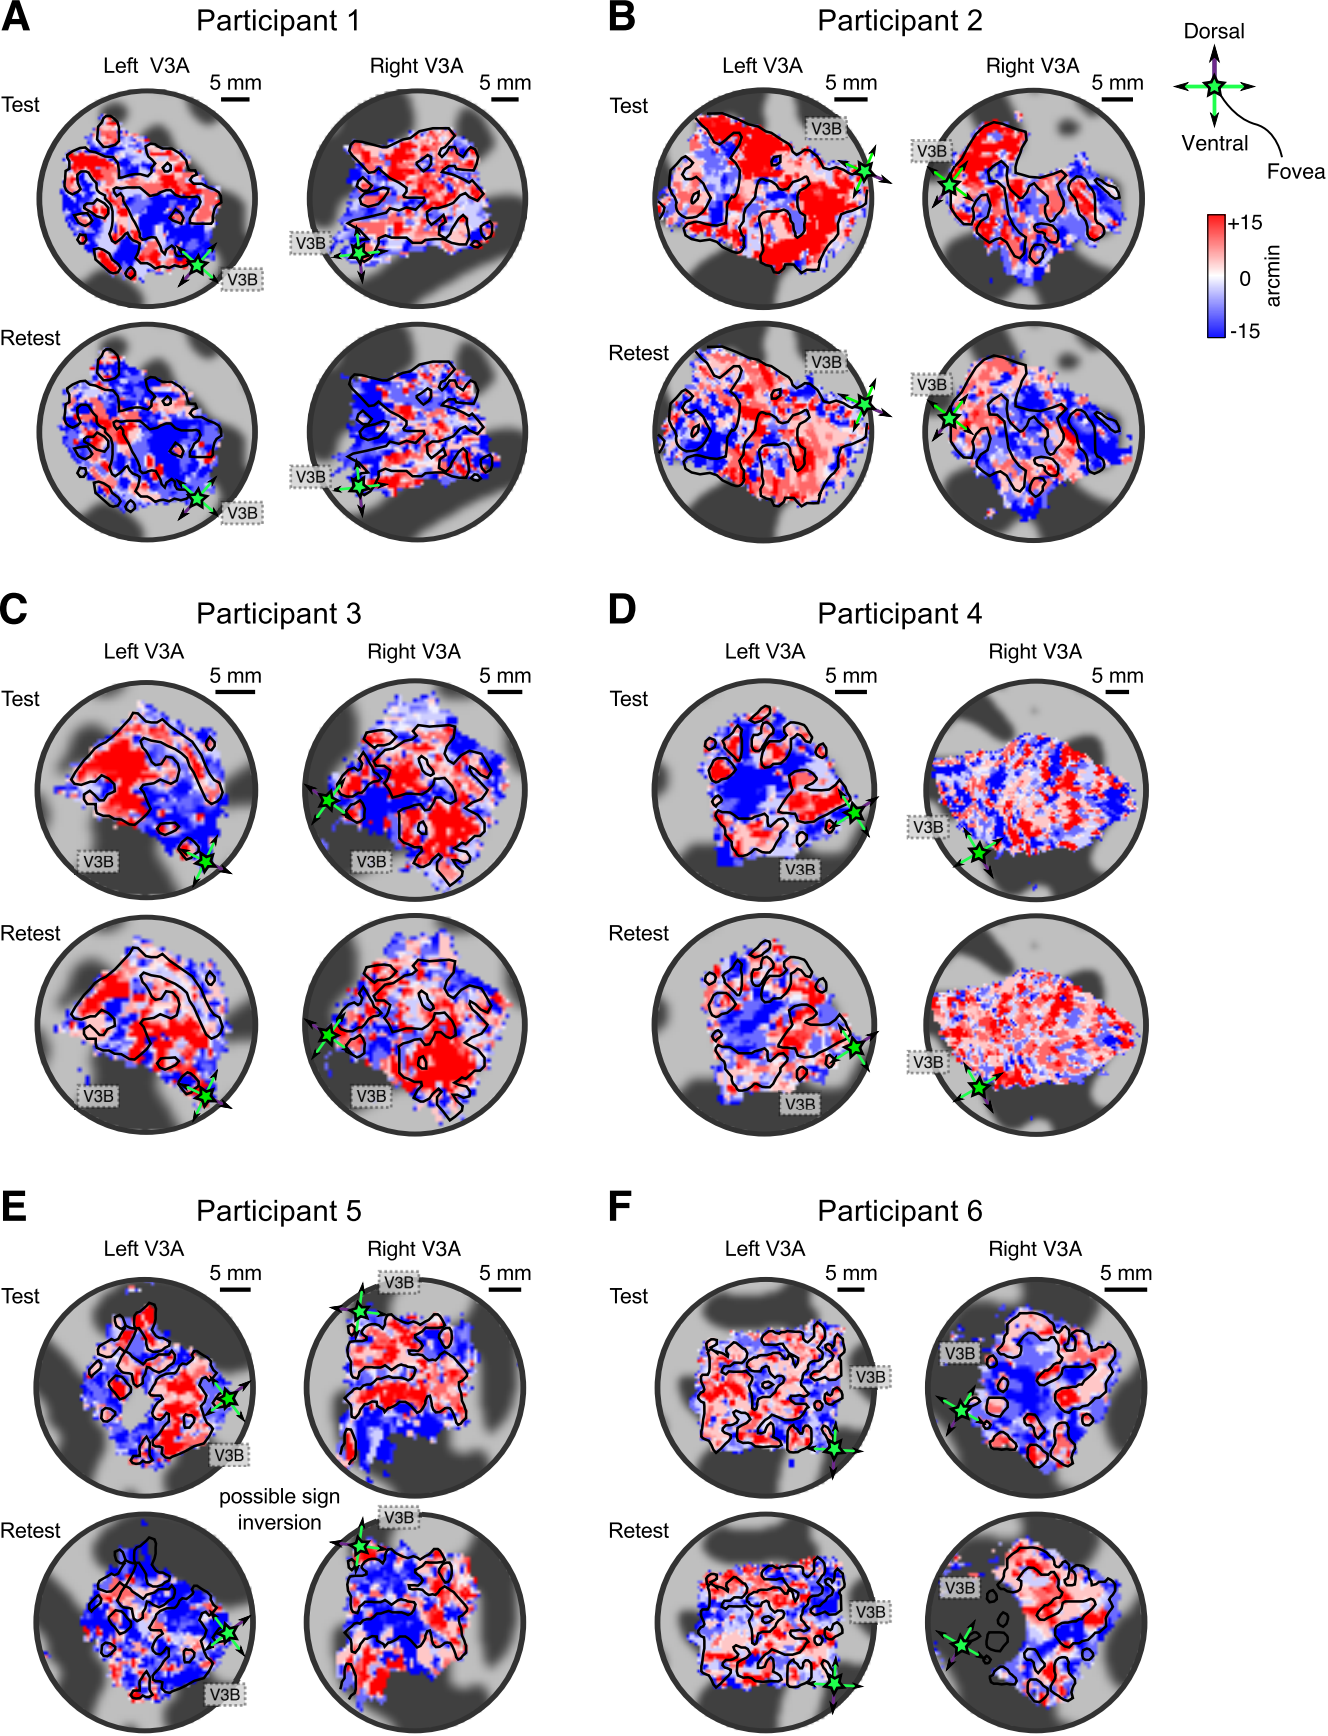 A
Participant 1
Left V3A
Right V3A
5 mm
5 mm
Test
V3B
V3B
Retest
V3B
V3B
B
Participant 2
Left V3A
Right V3A
5 mm
5 mm
Test
V3B
V3B
Retest
V3B
V3B
Dorsal
Ventral
Fovea
+15
0
-15
arcmin
C
Participant 3
Left V3A
Right V3A
5 mm
5 mm
Test
V3B
V3B
Retest
V3B
V3B
D
Participant 4
Left V3A
Right V3A
5 mm
5 mm
Test
V3B
V3B
Retest
V3B
V3B
E
Participant 5
Left V3A
Right V3A
5 mm
5 mm
Test
V3B
V3B
possible sign
inversion
Retest
V3B
V3B
F
Participant 6
Left V3A
Right V3A
5 mm
5 mm
Test
V3B
V3B
Retest
V3B
V3B